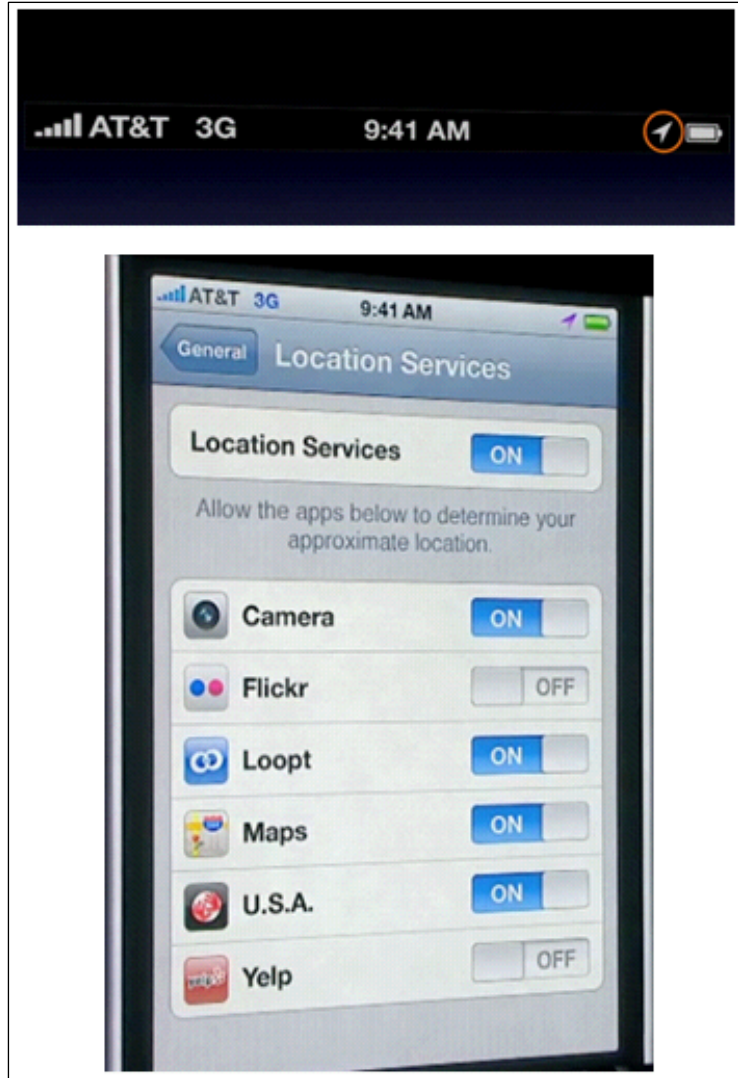 AT&T 3G 9:41 AM
AT&T 3G 9:41 AM
General Location Services
Location Services ON
Allow the apps below to determine your
approximate location.
Camera ON
Flickr OFF
Loopt ON
Maps ON
U.S.A. ON
yelp Yelp OFF